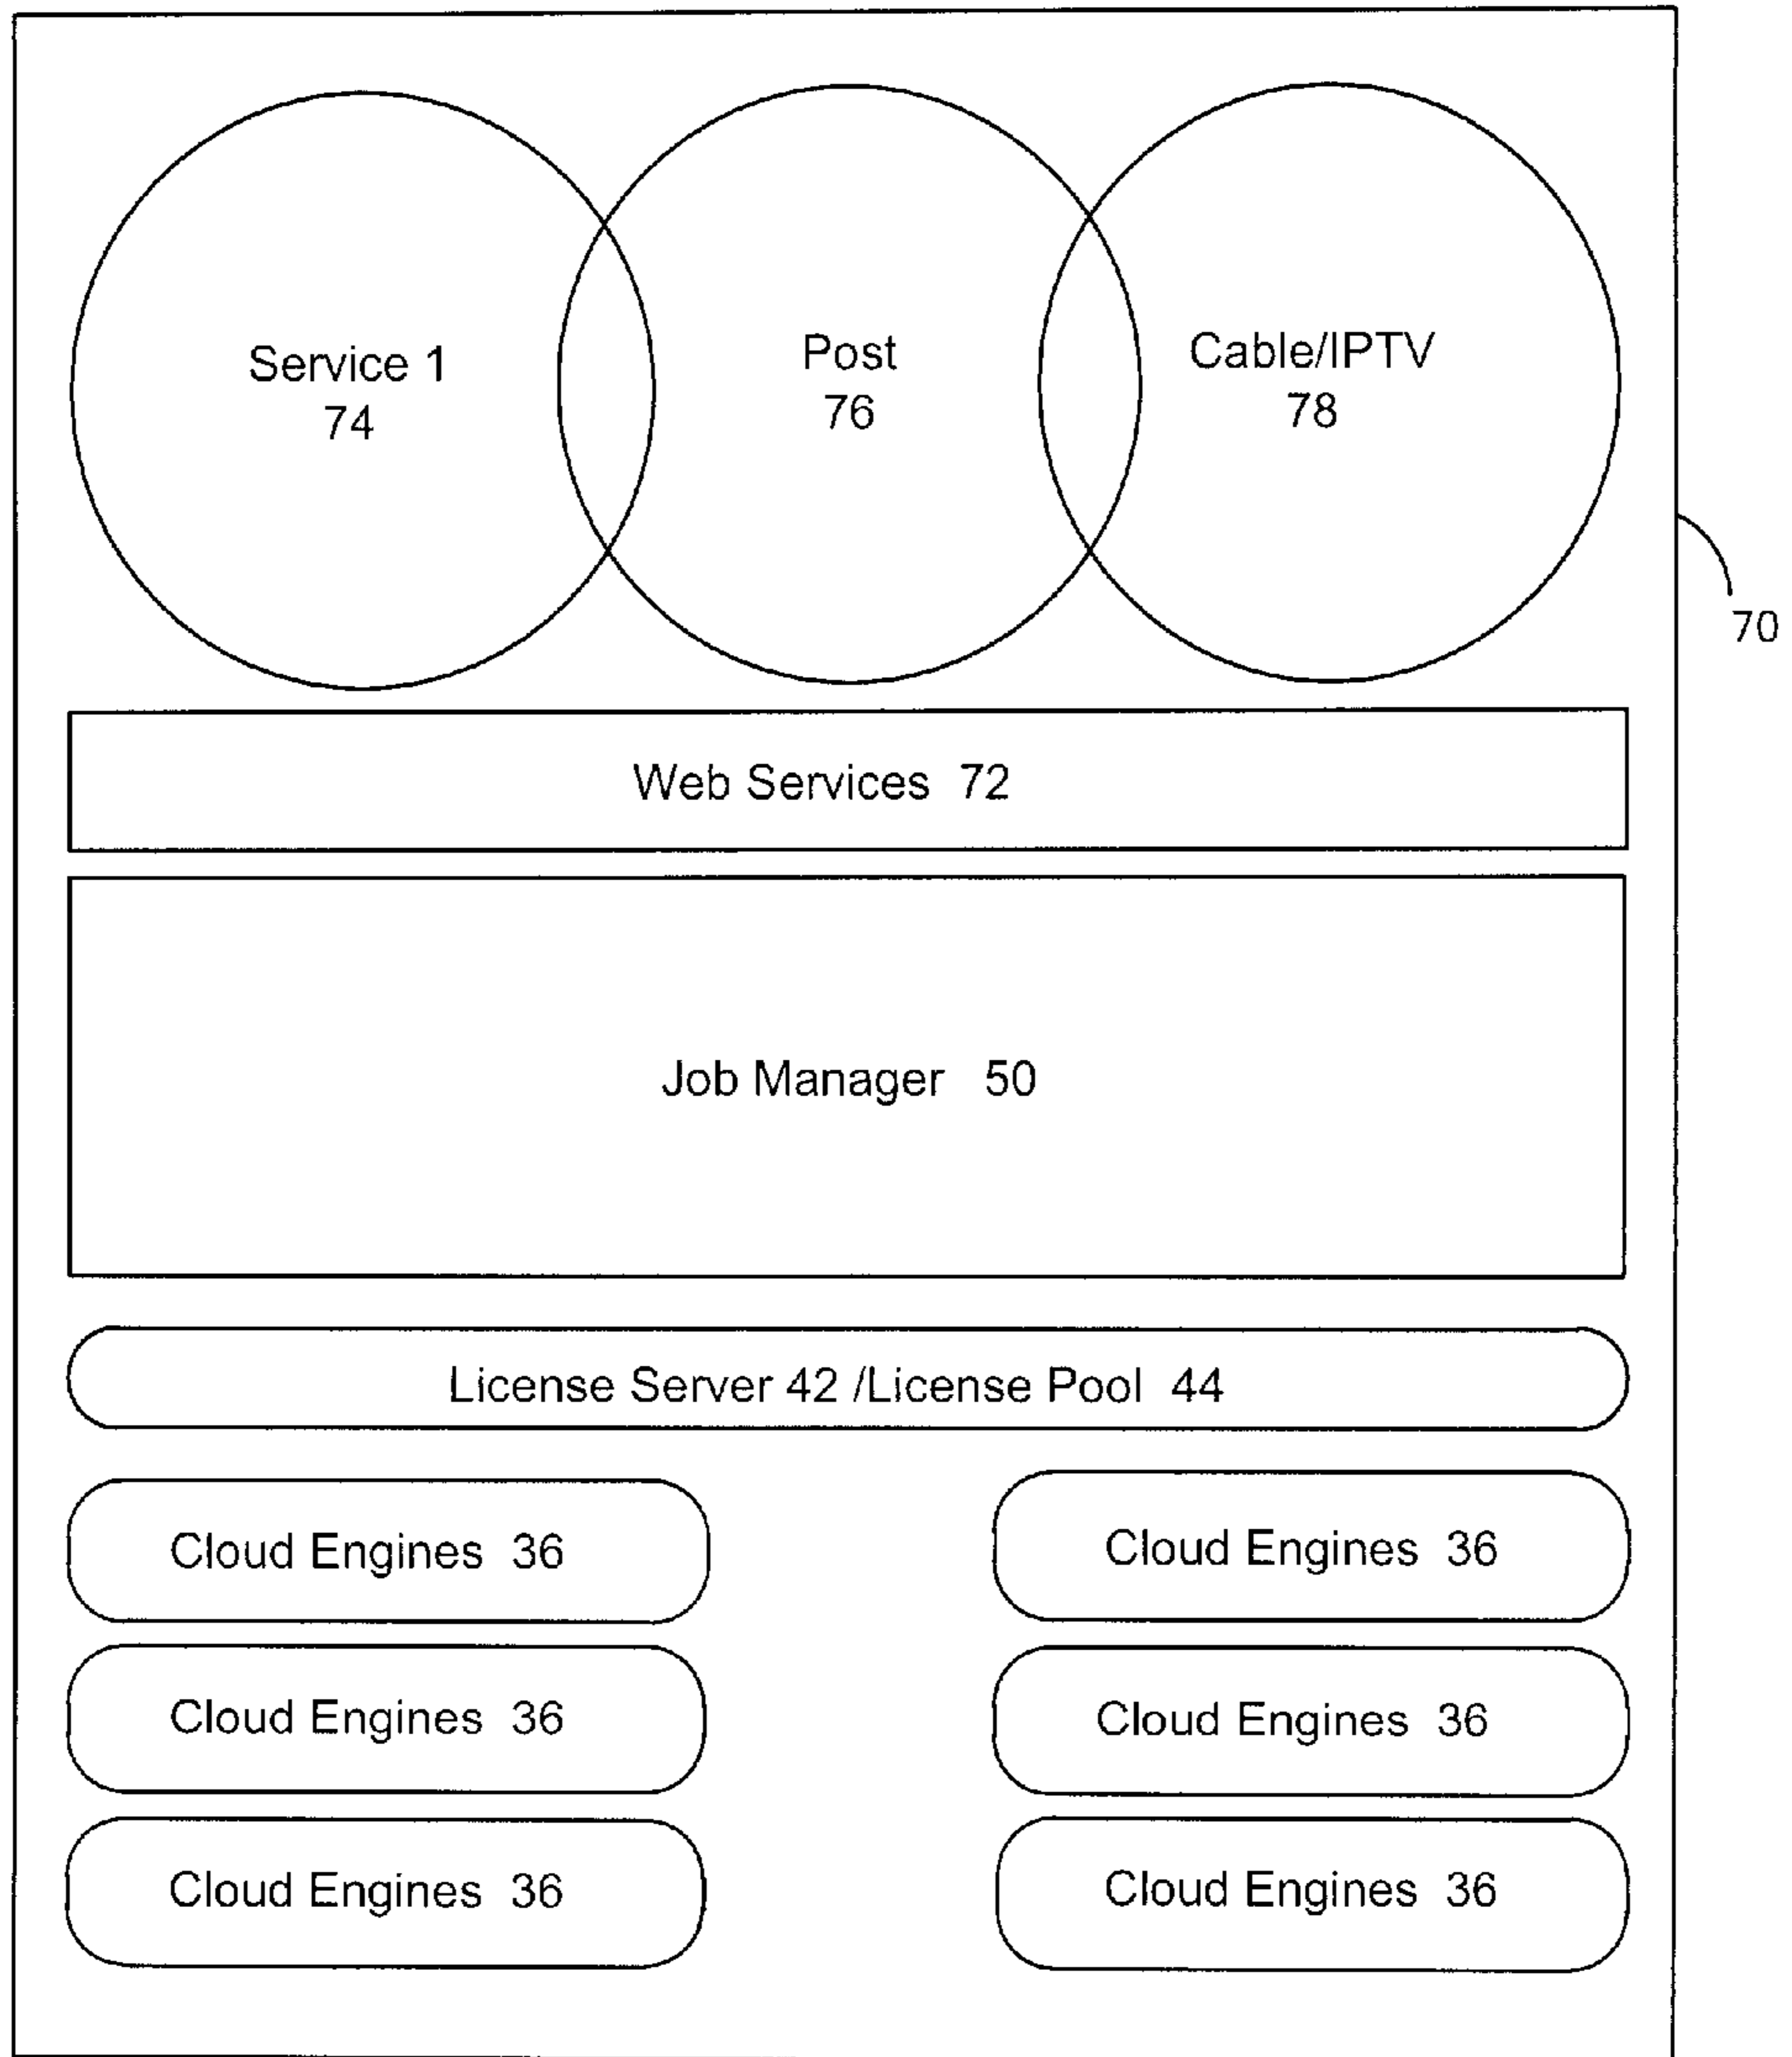 Service 1
74
Post
76
Cable/IPTV
78
70
Web Services 72
Job Manager 50
License Server 42 /License Pool 44
Cloud Engines 36
Cloud Engines 36
Cloud Engines 36
Cloud Engines 36
Cloud Engines 36
Cloud Engines 36